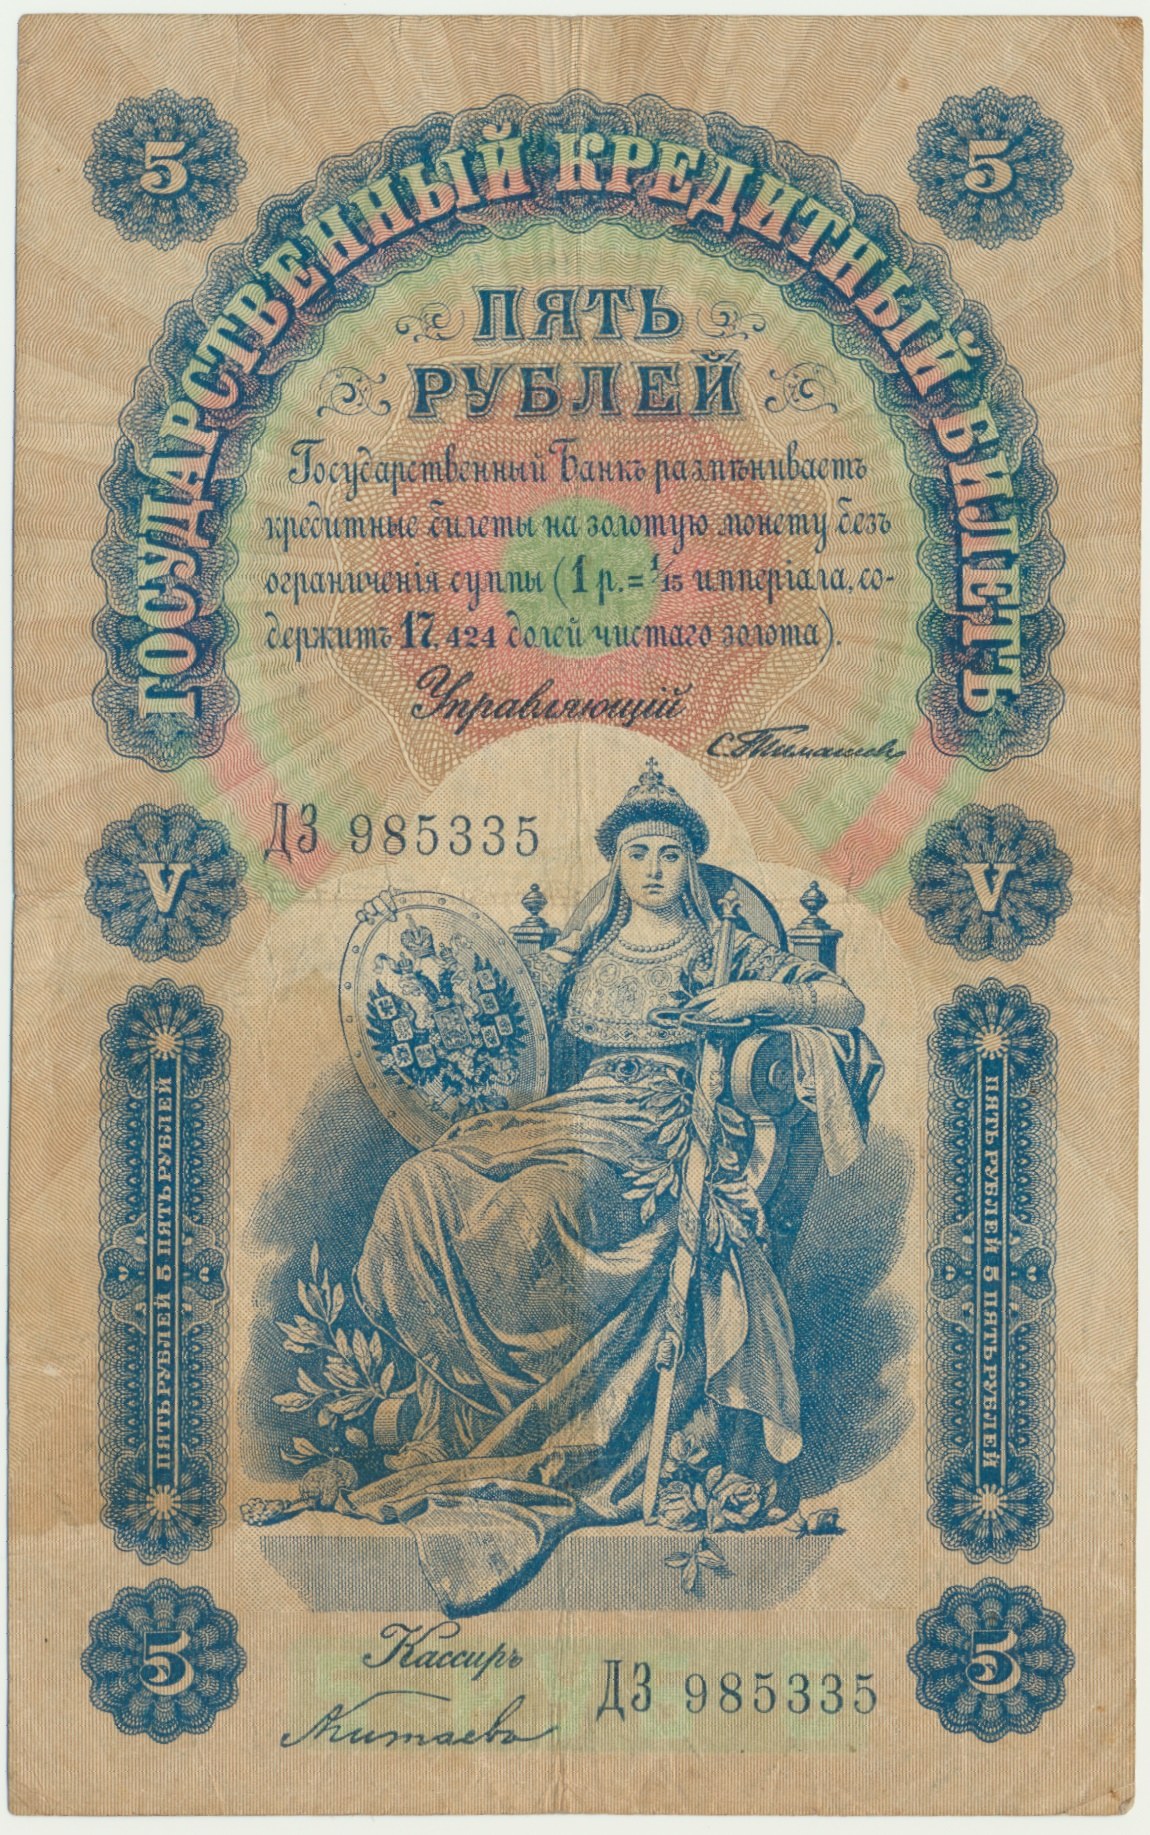 5
5
ГОСУДАРСТВЕННЫЙ КРЕДИТНЫЙ БИЛЕТЪ
ПЯТЬ
РУБЛЕЙ
Государственный Банкъ размѣниваетъ
кредитные билеты на золотую монету безъ
ограниченія суммы (1 р. = 1/15 имперіала, со-
держитъ 17,424 долей чистаго золота).
Управляющій
С. Тимашевъ
ДЗ 985335
V
V
ПЯТЬ РУБЛЕЙ 5 ПЯТЬ РУБЛЕЙ
ПЯТЬ РУБЛЕЙ 5 ПЯТЬ РУБЛЕЙ
5
5
Кассиръ
Китаевъ
ДЗ 985335